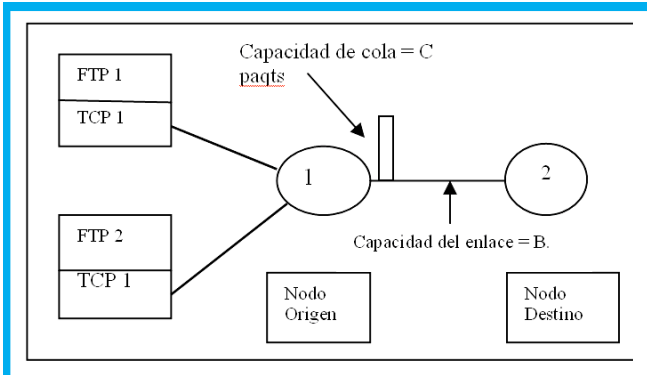 FTP 1
TCP 1
Capacidad de cola = C
paqts
1
2
FTP 2
TCP 1
Capacidad del enlace = B.
Nodo
Origen
Nodo
Destino